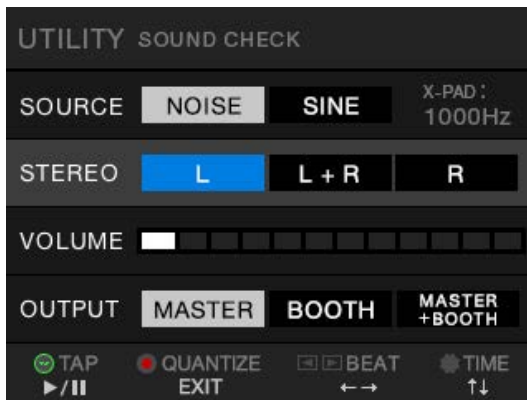 UTILITY SOUND CHECK
SOURCE NOISE SINE X-PAD: 1000Hz
STEREO L L + R R
VOLUME
OUTPUT MASTER BOOTH MASTER +BOOTH
TAP QUANTIZE BEAT TIME
▶/II EXIT ←→ ↑↓